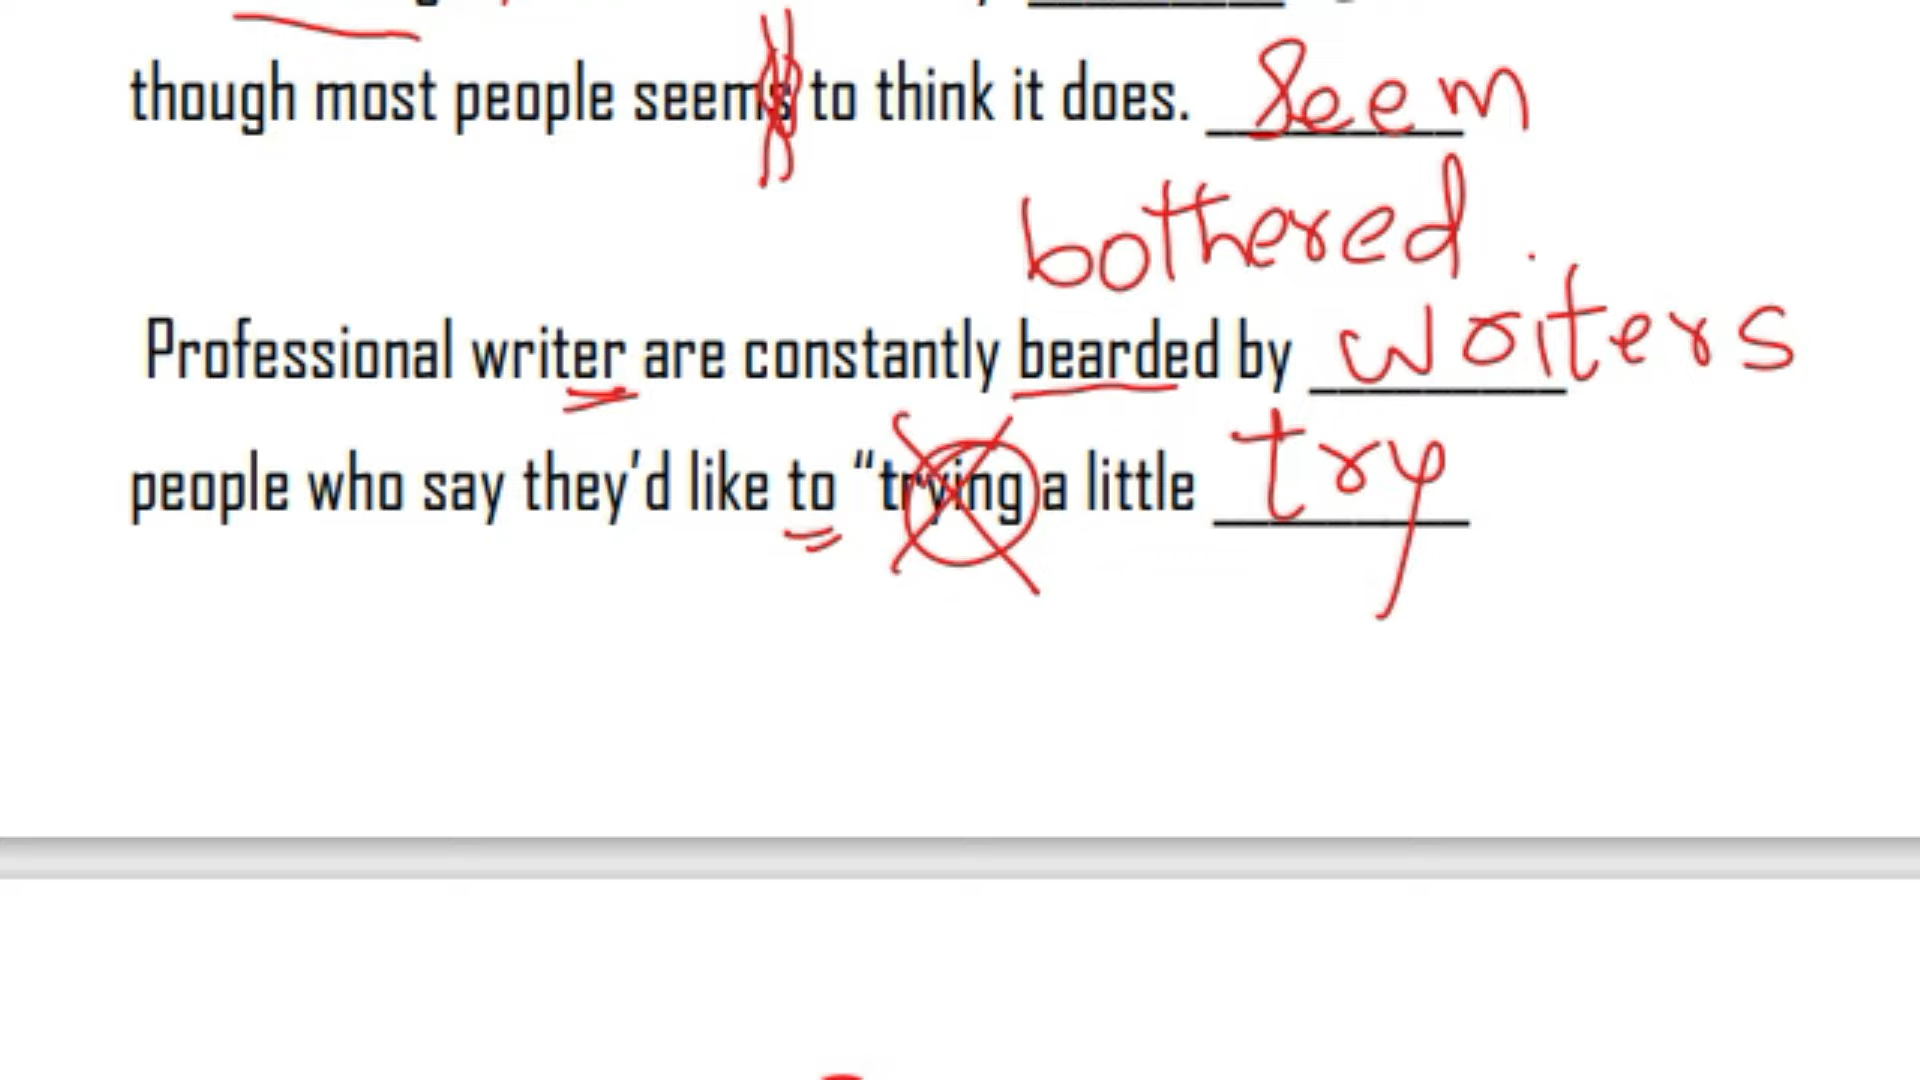 though most people seems to think it does. Seem
bothered.
Professional writer are constantly bearded by writers
people who say they'd like to "trying a little try